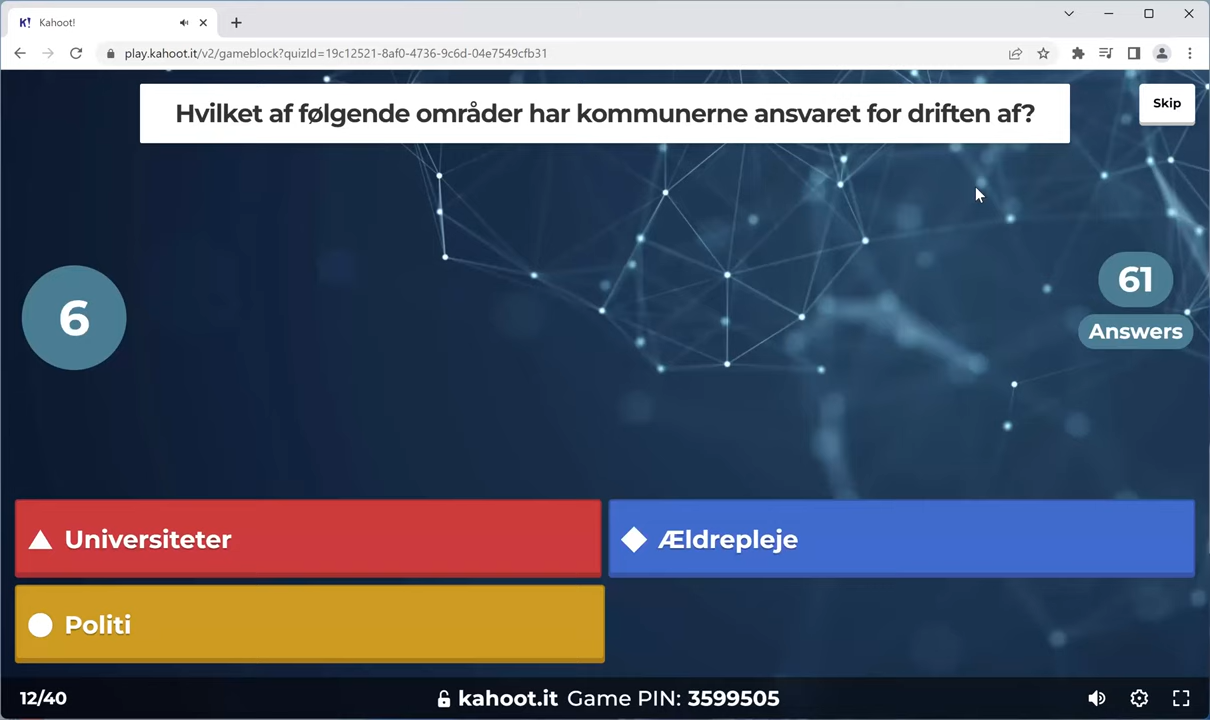 Kahoot!
play.kahoot.it/v2/gameblock?quizId=19c12521-8af0-4736-9c6d-04e7549cfb31
Hvilket af følgende områder har kommunerne ansvaret for driften af?
Skip
6
61
Answers
Universiteter
Ældrepleje
Politi
12/40
kahoot.it Game PIN: 3599505